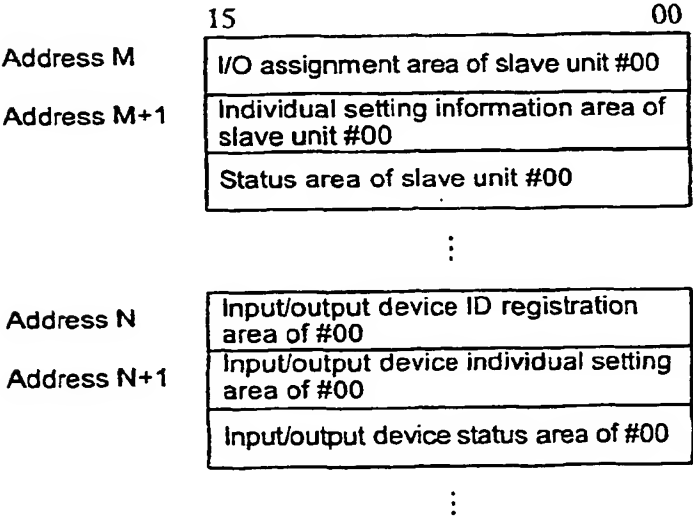 15 00
Address M
I/O assignment area of slave unit #00
Address M+1
Individual setting information area of
slave unit #00
Status area of slave unit #00
Address N
Input/output device ID registration
area of #00
Address N+1
Input/output device individual setting
area of #00
Input/output device status area of #00